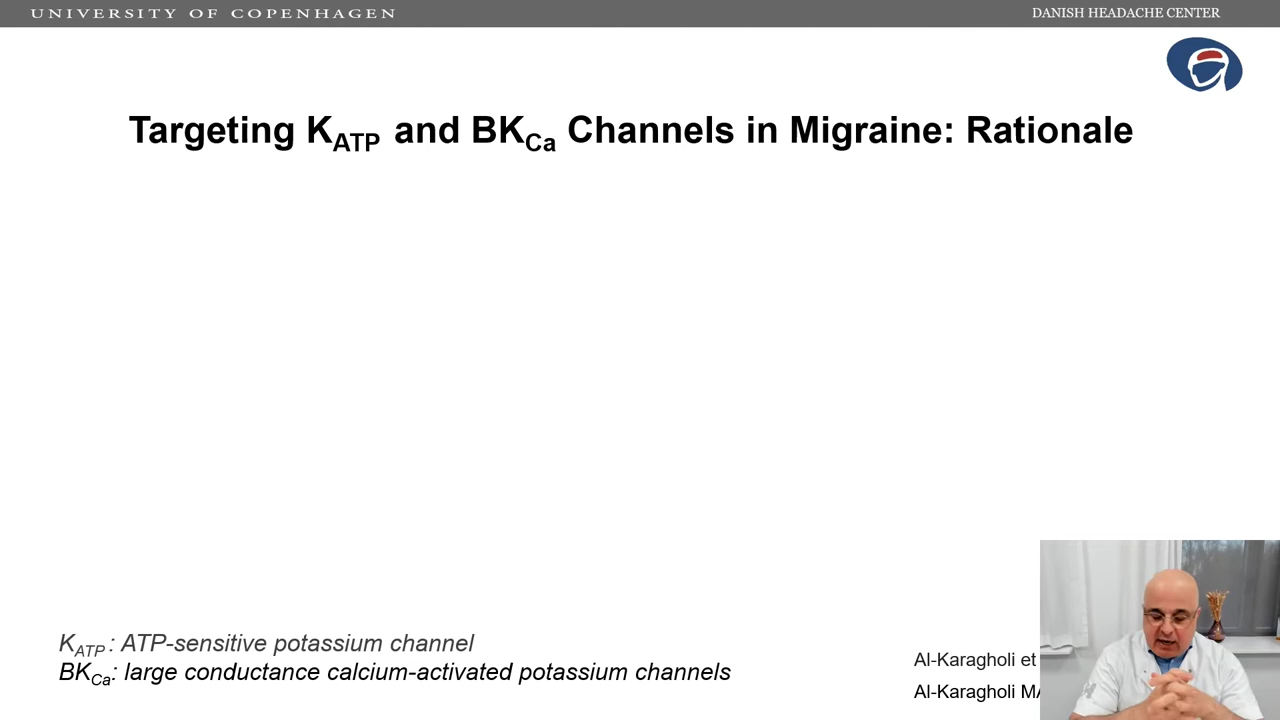 UNIVERSITY OF COPENHAGEN
DANISH HEADACHE CENTER
Targeting KATP and BKCa Channels in Migraine: Rationale
KATP : ATP-sensitive potassium channel
BKCa: large conductance calcium-activated potassium channels
Al-Karagholi et
Al-Karagholi MA